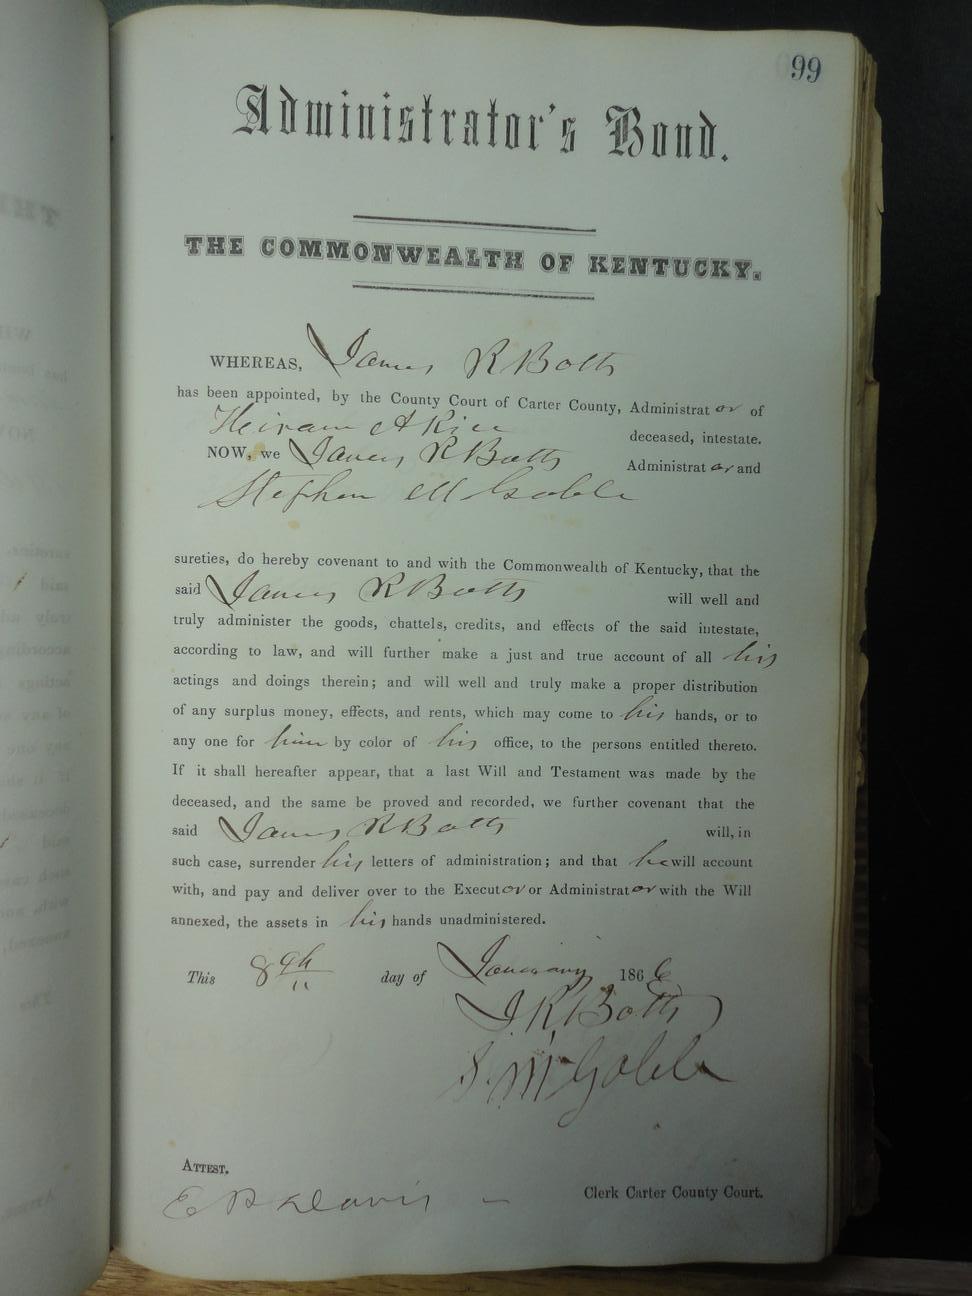 99
Administrator's Bond.
THE COMMONWEALTH OF KENTUCKY.
WHEREAS, James R Botts
has been appointed, by the County Court of Carter County, Administrat or of
Heiram A Rice deceased, intestate.
NOW, we James R Botts Administrat or and
Stephen M Goble
sureties, do hereby covenant to and with the Commonwealth of Kentucky, that the
said James R Botts will well and
truly administer the goods, chattels, credits, and effects of the said intestate,
according to law, and will further make a just and true account of all his
actings and doings therein; and will well and truly make a proper distribution
of any surplus money, effects, and rents, which may come to his hands, or to
any one for him by color of his office, to the persons entitled thereto.
If it shall hereafter appear, that a last Will and Testament was made by the
deceased, and the same be proved and recorded, we further covenant that the
said James R Botts will, in
such case, surrender his letters of administration; and that he will account
with, and pay and deliver over to the Executor or Administrator with the Will
annexed, the assets in his hands unadministered.
This 8th day of January 1866
J. R. Botts
S. M Goble
ATTEST.
E B Davis - Clerk Carter County Court.